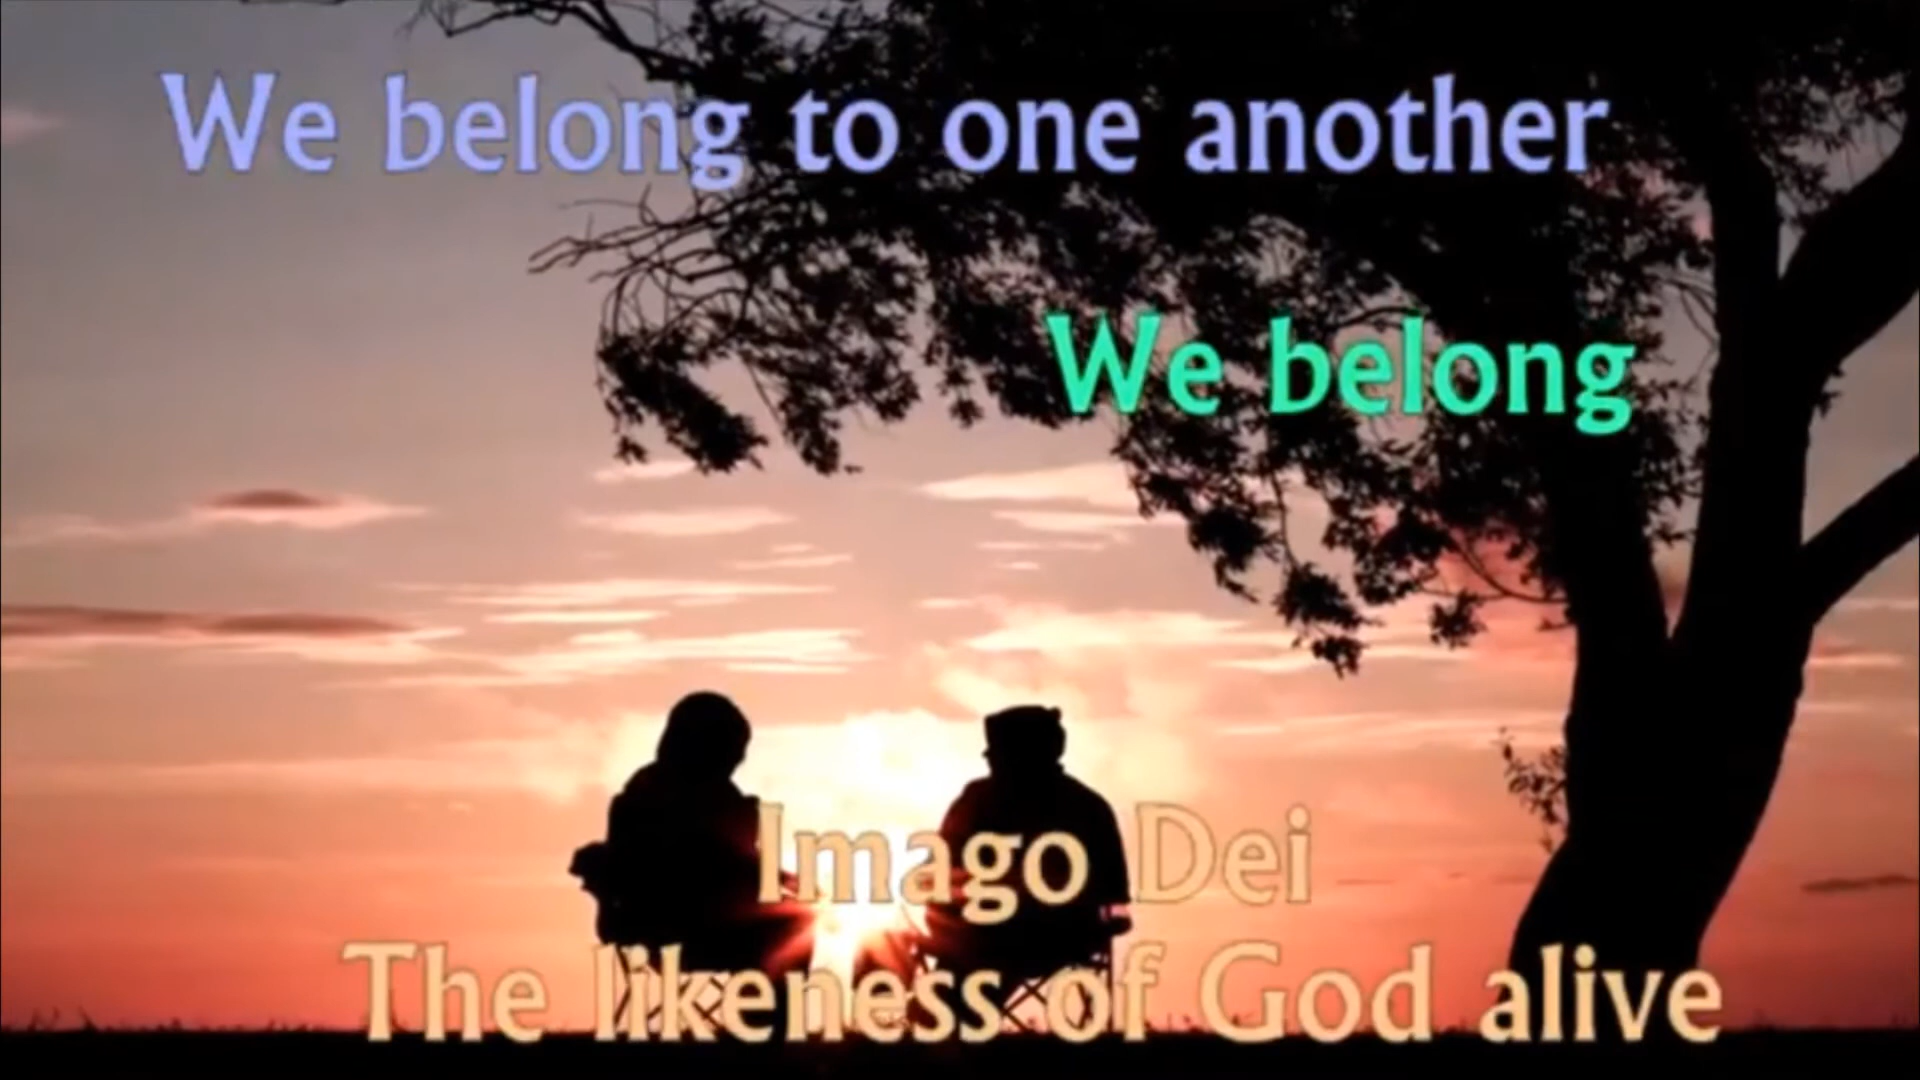 We belong to one another
We belong
Imago Dei
The likeness of God alive